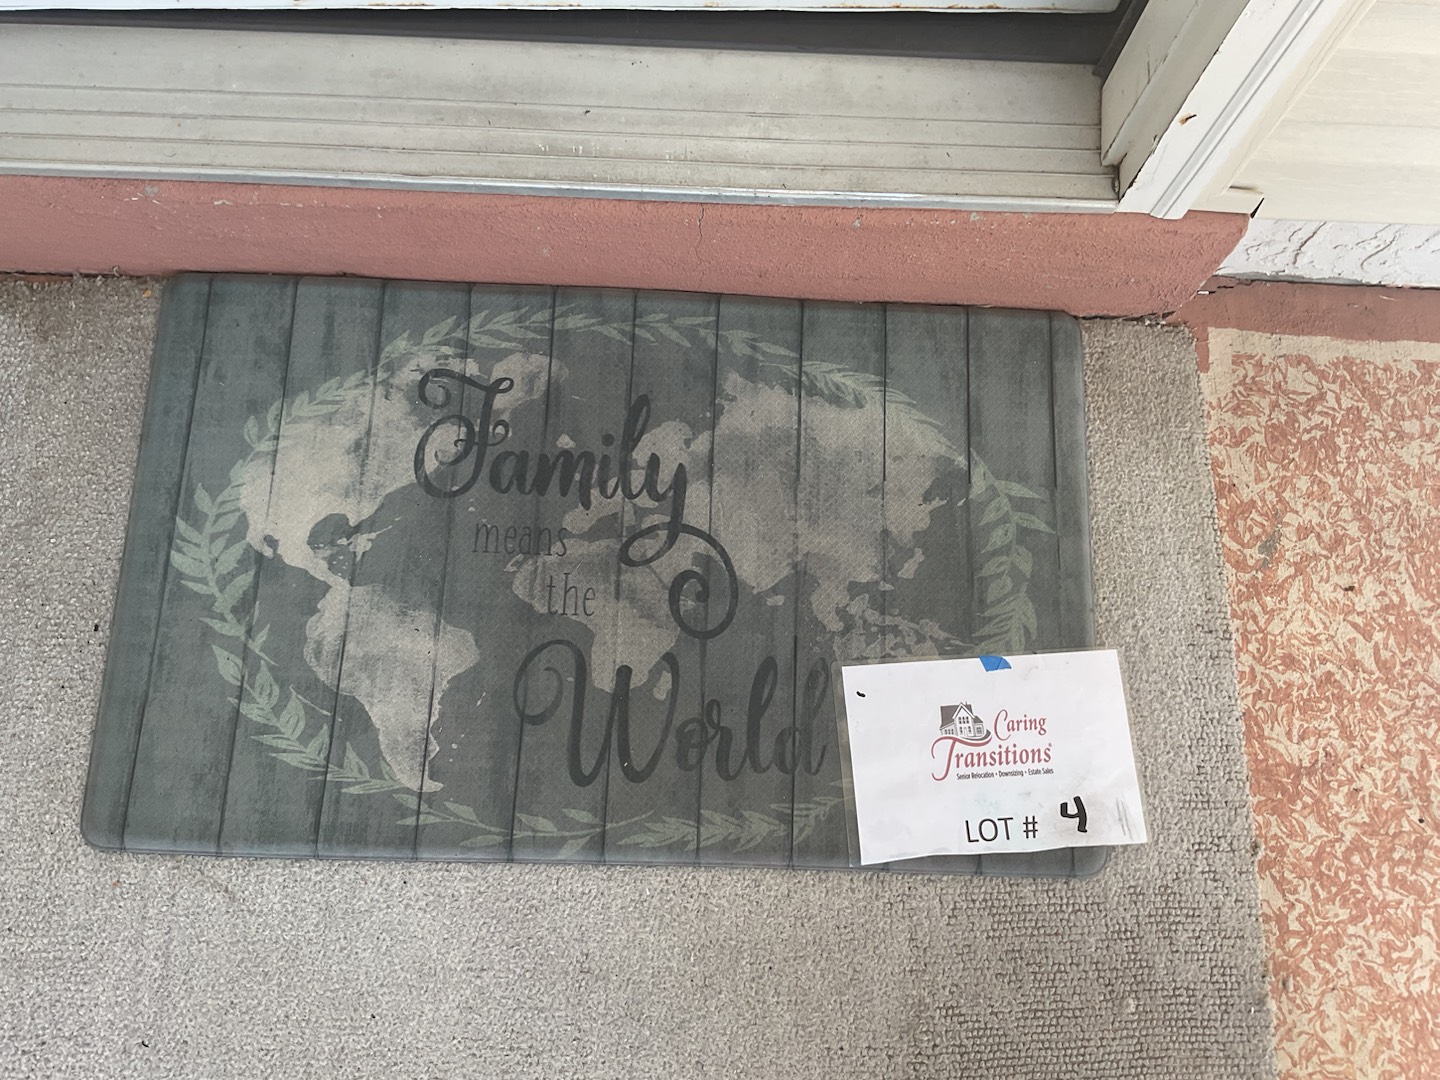 Family
means
the
World
Caring
Transitions®
Senior Relocation • Downsizing • Estate Sales
LOT # 4